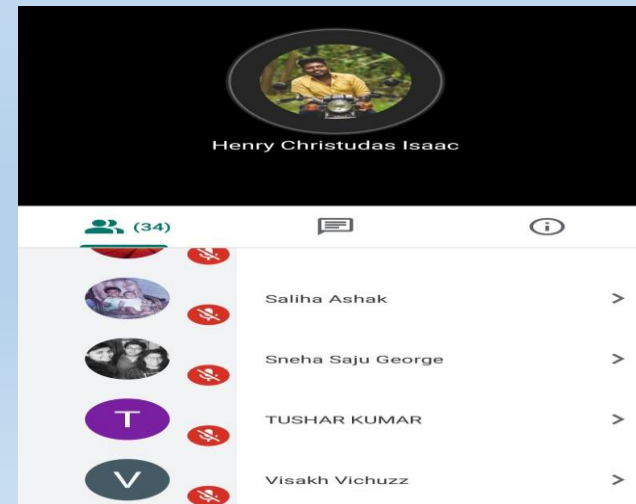 Henry Christudas Isaac
(34)
Saliha Ashak
Sneha Saju George
T
TUSHAR KUMAR
V
Visakh Vichuzz